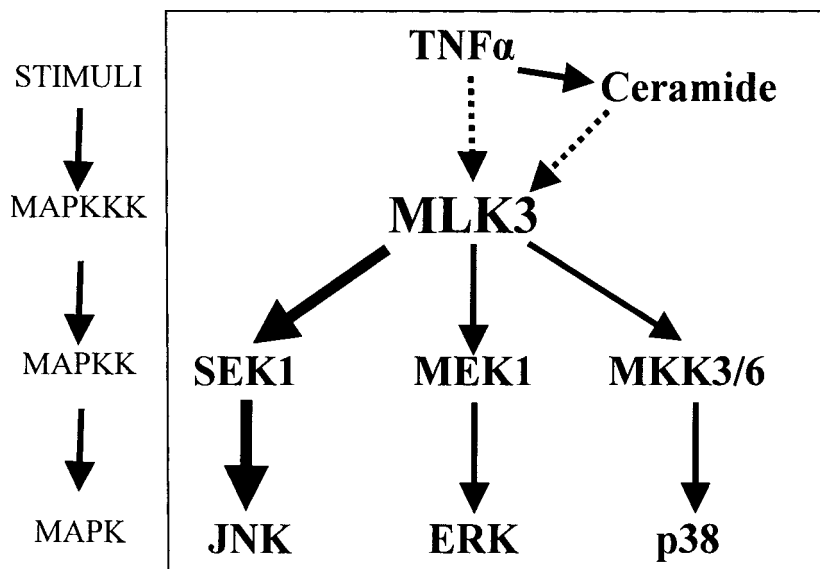 STIMULI
MAPKKK
MAPKK
MAPK
TNFα
Ceramide
MLK3
SEK1 MEK1 MKK3/6
JNK ERK p38